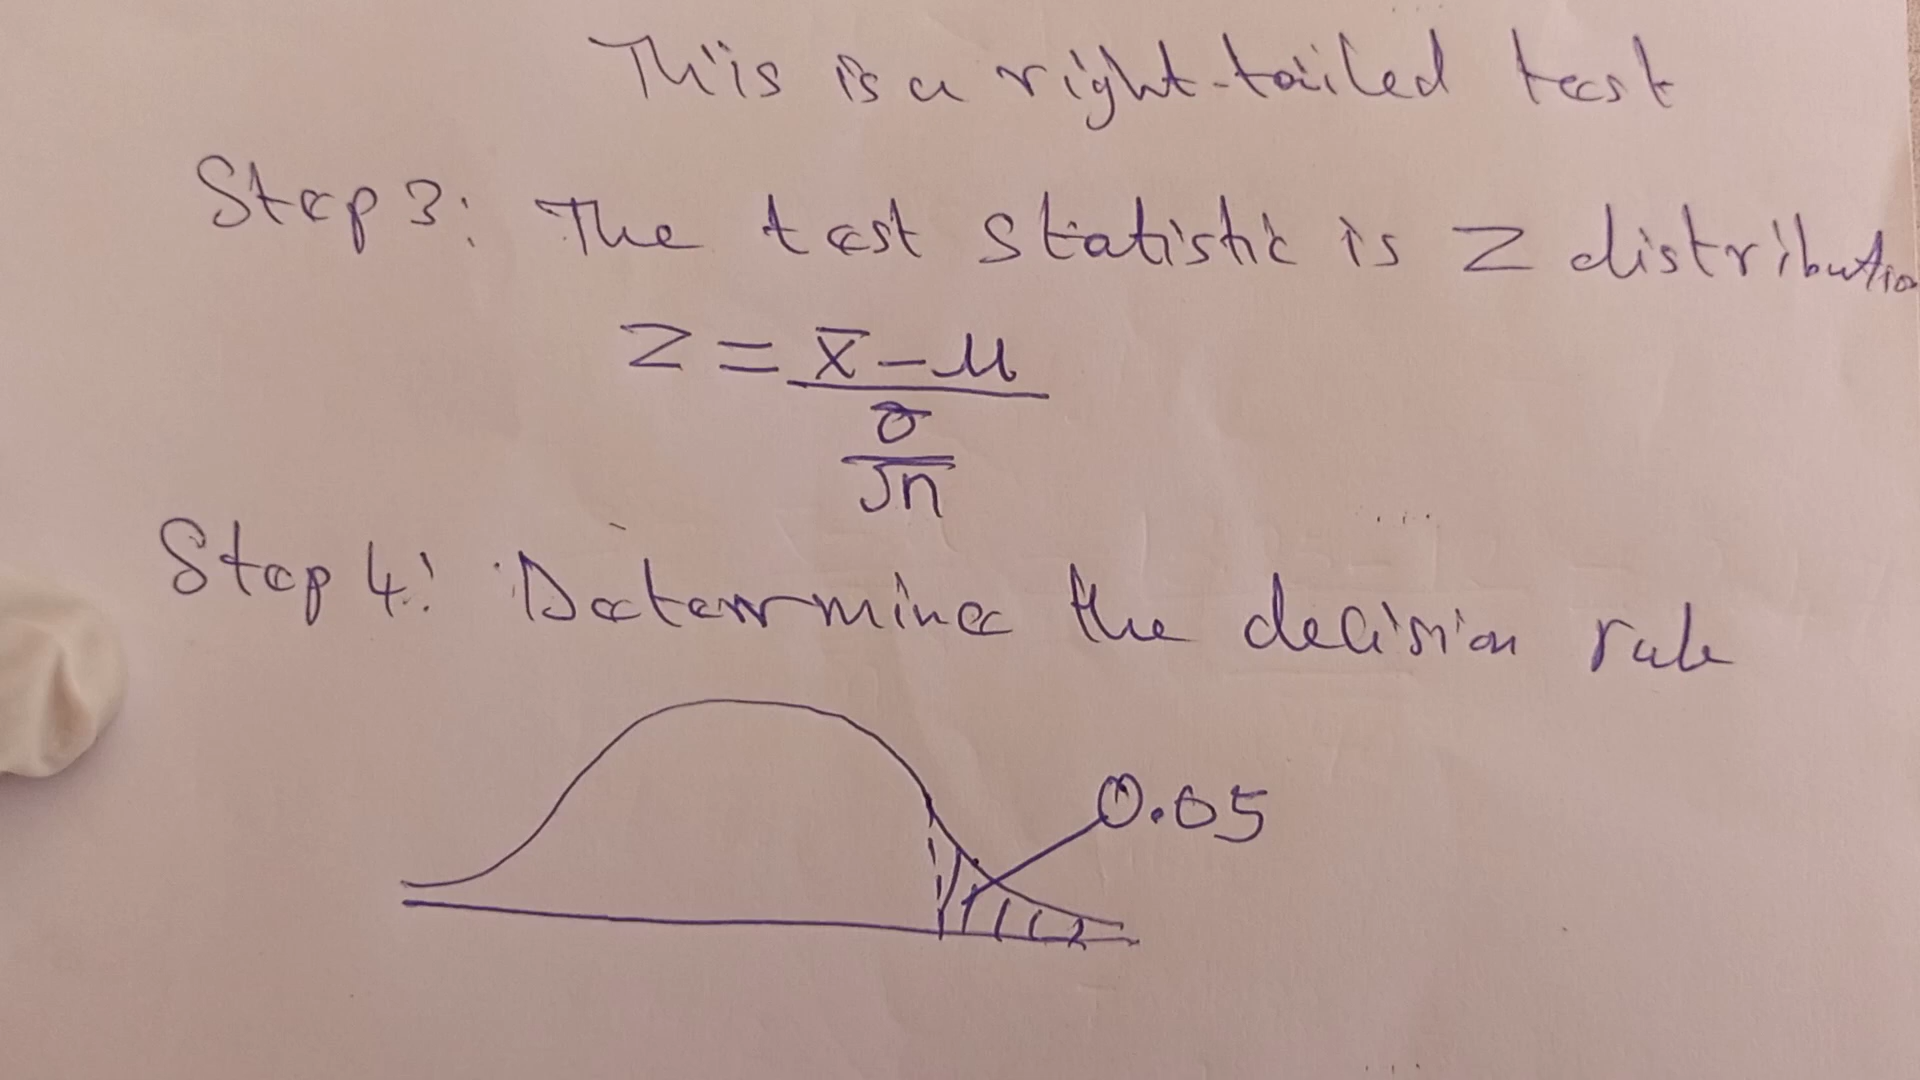 This is a right-tailed test
Step 3: The test statistic is Z distribution
Z = x̄ - μ
σ
√n
Step 4: Determine the decision rule
0.05